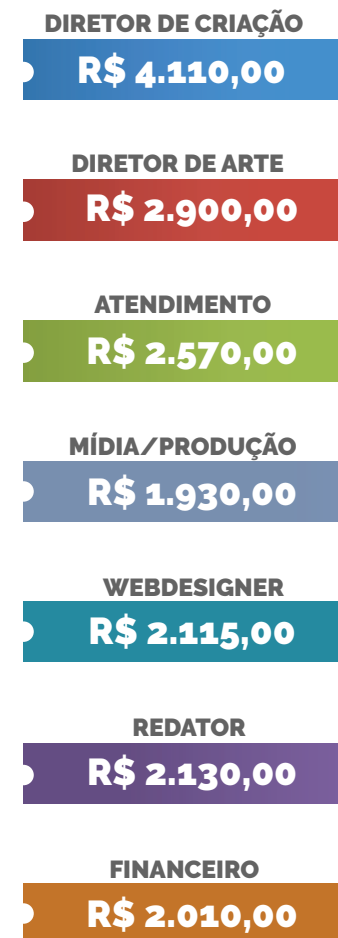 DIRETOR DE CRIAÇÃO
R$ 4.110,00
DIRETOR DE ARTE
R$ 2.900,00
ATENDIMENTO
R$ 2.570,00
MÍDIA/PRODUÇÃO
R$ 1.930,00
WEBDESIGNER
R$ 2.115,00
REDATOR
R$ 2.130,00
FINANCEIRO
R$ 2.010,00